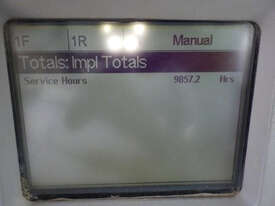 1F 1R Manual
Totals: Impl Totals
Service Hours 9857.2 Hrs